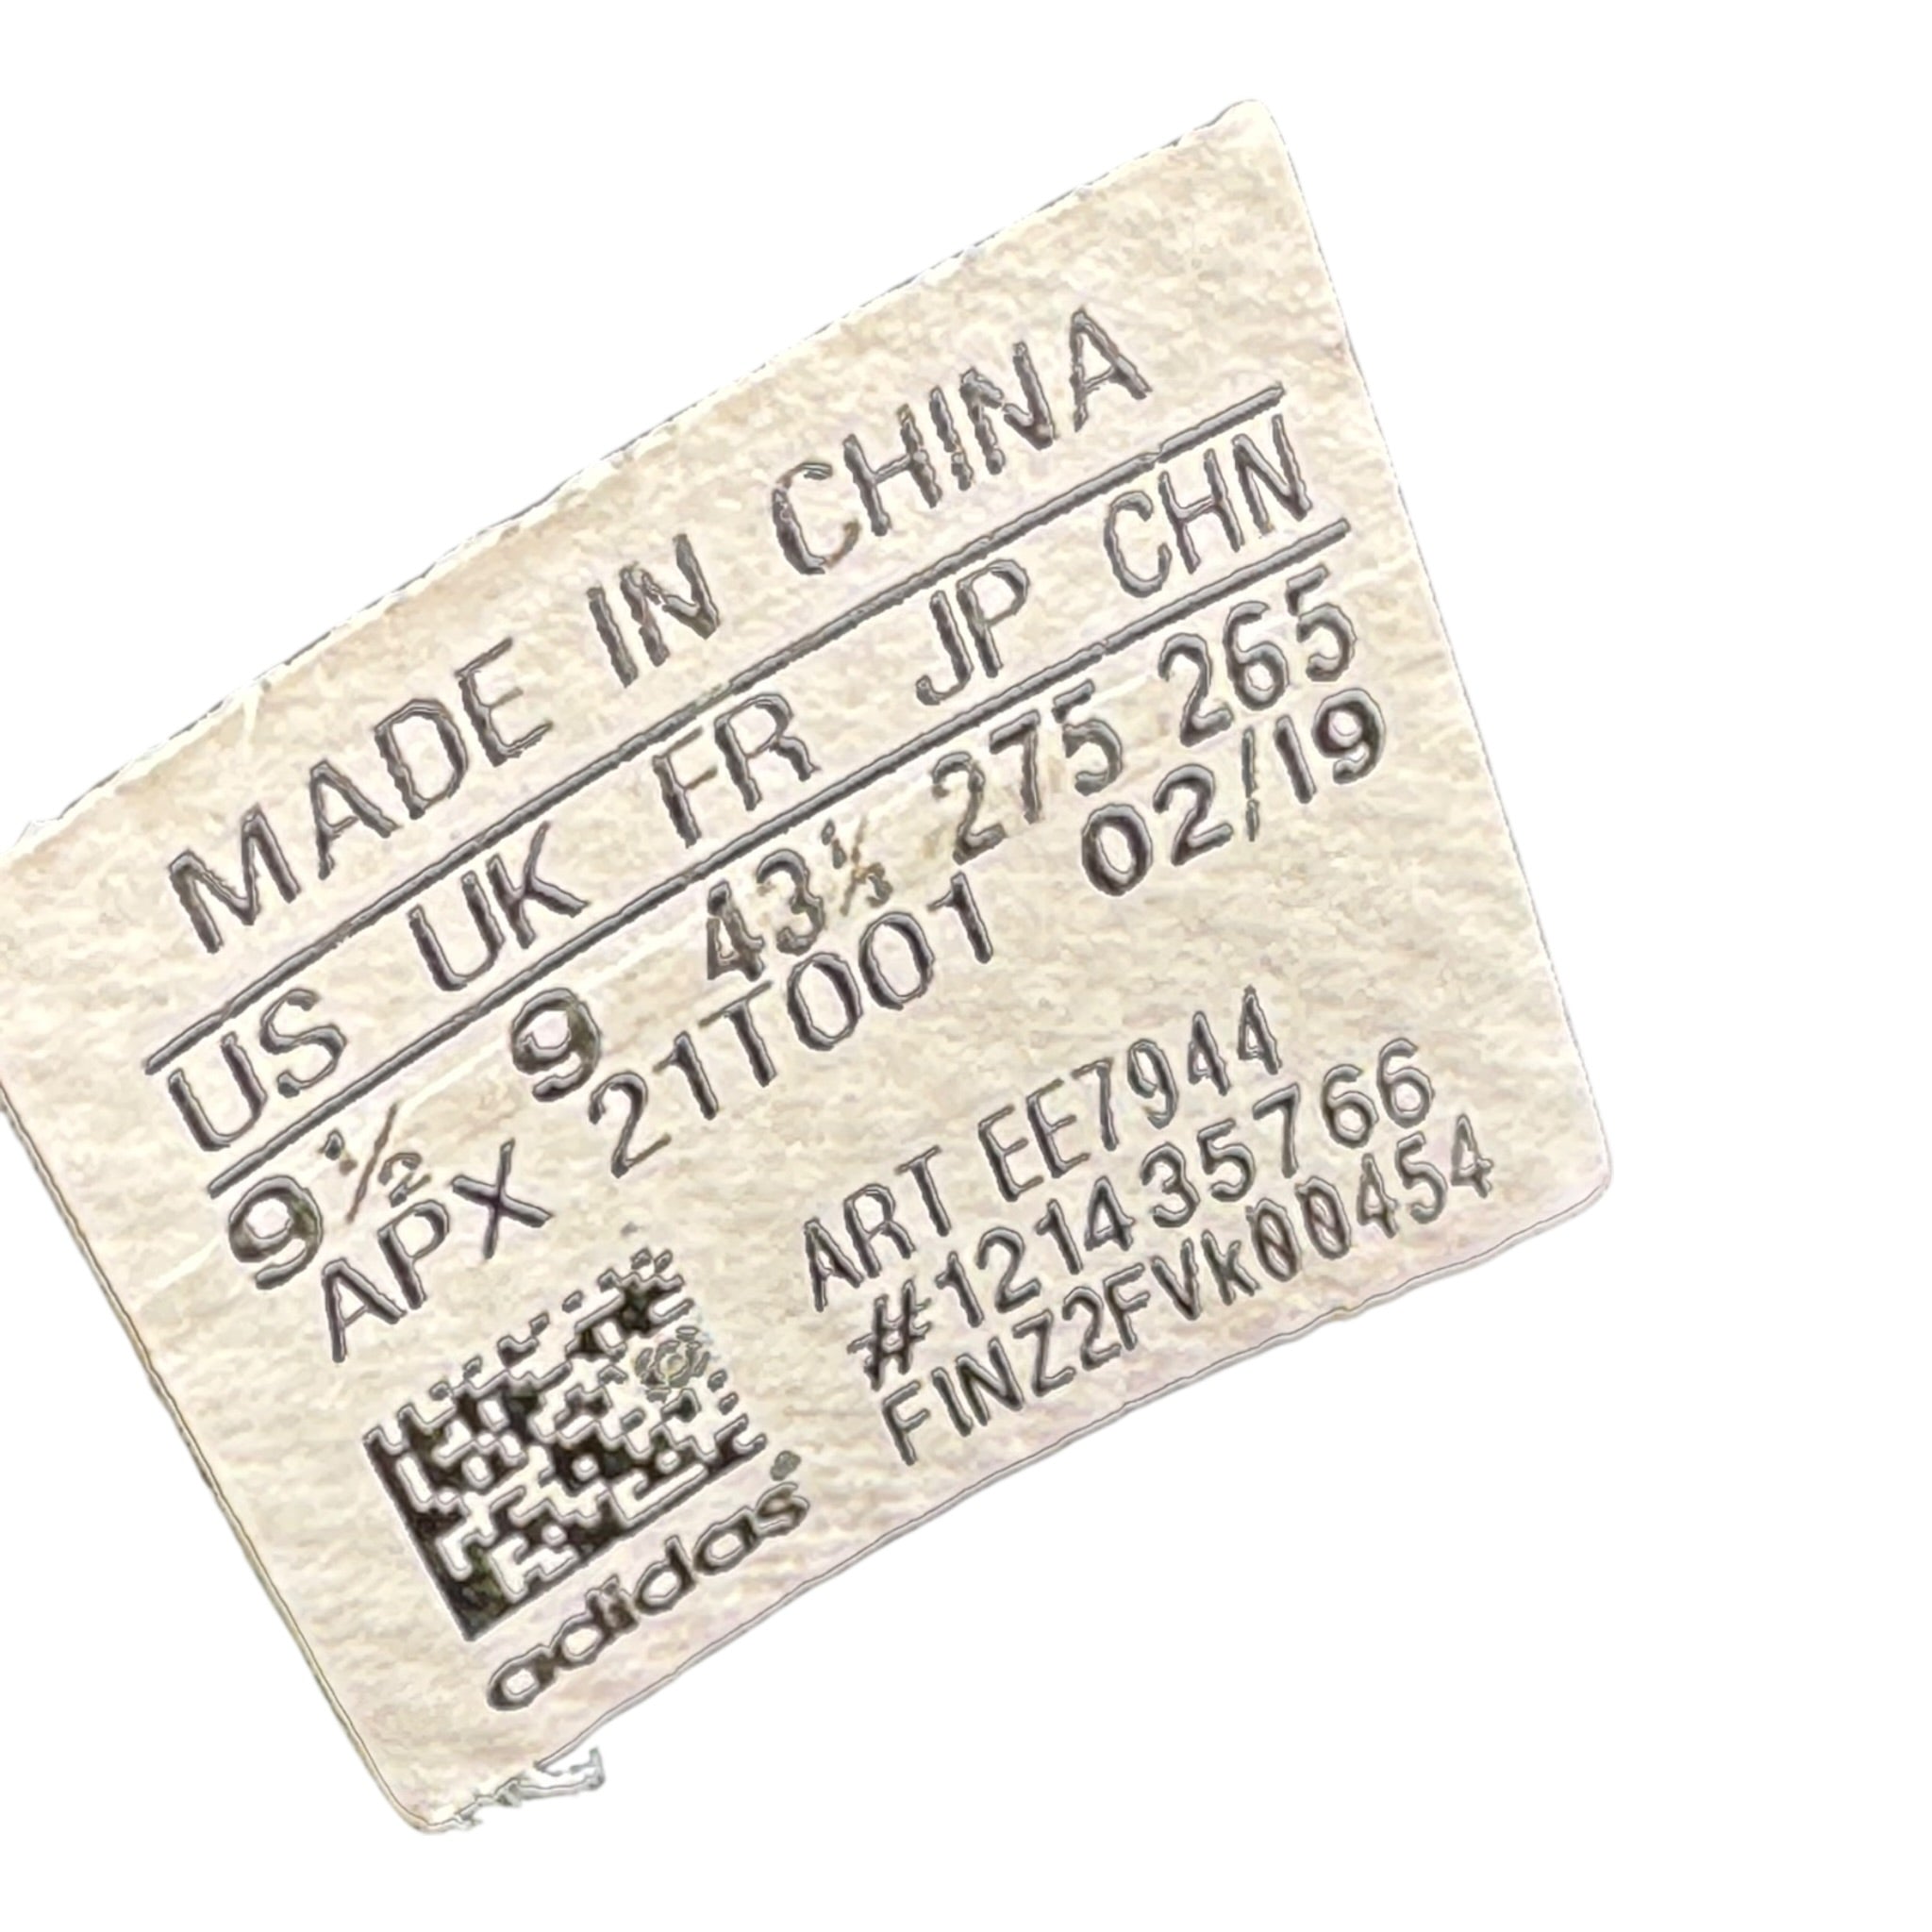 MADE IN CHINA
US UK FR JP CHN
9½ 9 43⅓ 275 265
APX 21T001 02/19
ART EE7944
#121435766
FINZ2FVk00454
adidas